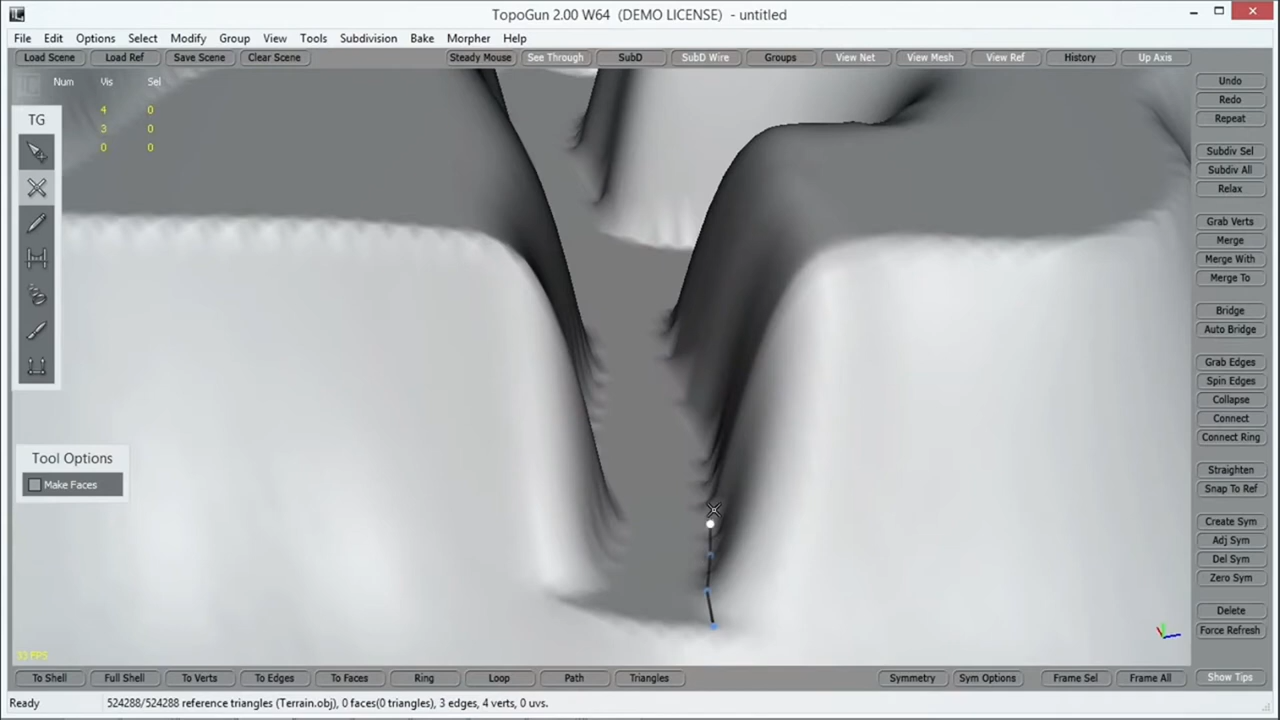 TopoGun 2.00 W64 (DEMO LICENSE) - untitled
File Edit Options Select Modify Group View Tools Subdivision Bake Morpher Help
Load Scene Load Ref Save Scene Clear Scene Steady Mouse See Through SubD SubD Wire Groups View Net View Mesh View Ref History Up Axis
Num Vis Sel
4 0
3 0
0 0
TG
Tool Options
Make Faces
Undo
Redo
Repeat
Subdiv Sel
Subdiv All
Relax
Grab Verts
Merge
Merge With
Merge To
Bridge
Auto Bridge
Grab Edges
Spin Edges
Collapse
Connect
Connect Ring
Straighten
Snap To Ref
Create Sym
Adj Sym
Del Sym
Zero Sym
Delete
Force Refresh
33 FPS
To Shell Full Shell To Verts To Edges To Faces Ring Loop Path Triangles Symmetry Sym Options Frame Sel Frame All Show Tips
Ready 524288/524288 reference triangles (Terrain.obj), 0 faces(0 triangles), 3 edges, 4 verts, 0 uvs.